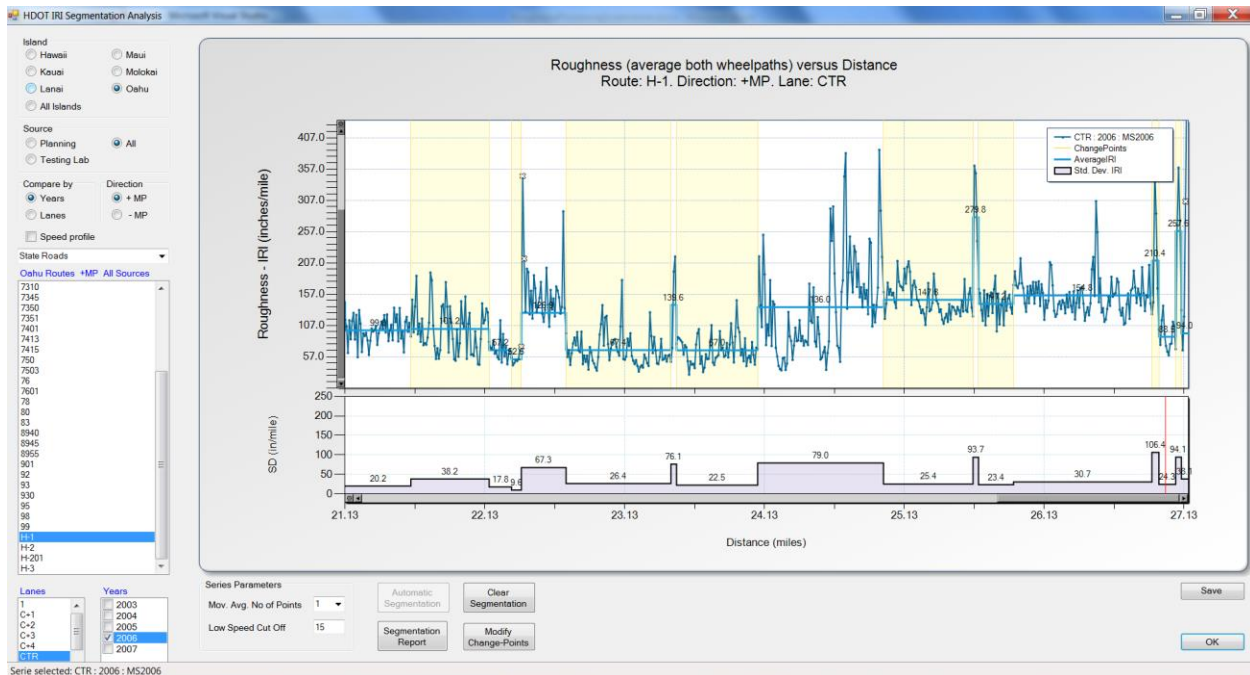 HDOT IRI Segmentation Analysis
Island
Hawaii Maui
Kauai Molokai
Lanai Oahu
All Islands
Source
Planning All
Testing Lab
Compare by Direction
Years + MP
Lanes - MP
Speed profile
State Roads
Oahu Routes +MP All Sources
7310
7345
7350
7351
7401
7413
7415
750
7503
76
7601
78
80
83
8940
8945
8955
901
92
93
930
95
98
99
H-1
H-2
H-201
H-3
Lanes
1
C+1
C+2
C+3
C+4
CTR
Years
2003
2004
2005
2006
2007
Roughness (average both wheelpaths) versus Distance
Route: H-1. Direction: +MP. Lane: CTR
Roughness - IRI (inches/mile)
407.0
357.0
307.0
257.0
207.0
157.0
107.0
57.0
CTR : 2006 : MS2006
ChangePoints
AverageIRI
Std. Dev. IRI
279.8
210.4
139.6
136.0
154.8
SD (in/mile)
250
200
150
100
50
0
20.2 38.2 17.8 9.6 67.3 26.4 76.1 22.5 79.0 25.4 93.7 23.4 30.7 106.4 24.3 94.1
21.13 22.13 23.13 24.13 25.13 26.13 27.13
Distance (miles)
Series Parameters
Mov. Avg. No of Points 1
Low Speed Cut Off 15
Automatic Segmentation
Clear Segmentation
Segmentation Report
Modify Change-Points
Save
OK
Serie selected: CTR : 2006 : MS2006